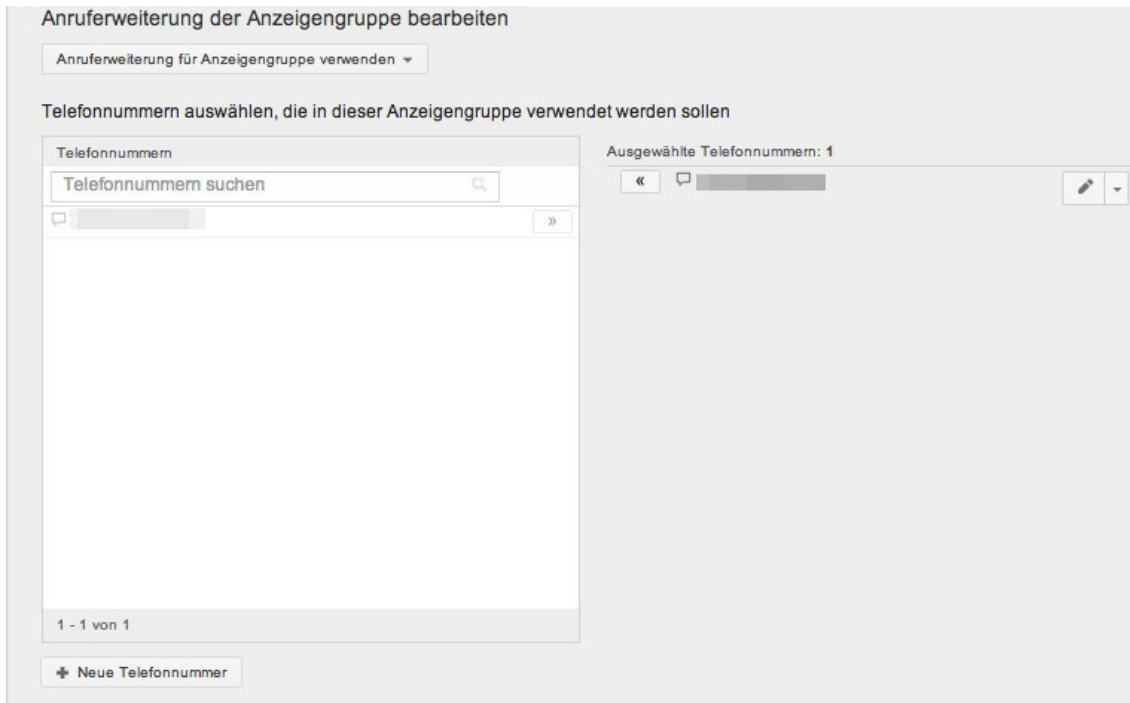 Anruferweiterung der Anzeigengruppe bearbeiten
Anruferweiterung für Anzeigengruppe verwenden
Telefonnummern auswählen, die in dieser Anzeigengruppe verwendet werden sollen
Telefonnummern
Telefonnummern suchen
1 - 1 von 1
Neue Telefonnummer
Ausgewählte Telefonnummern: 1